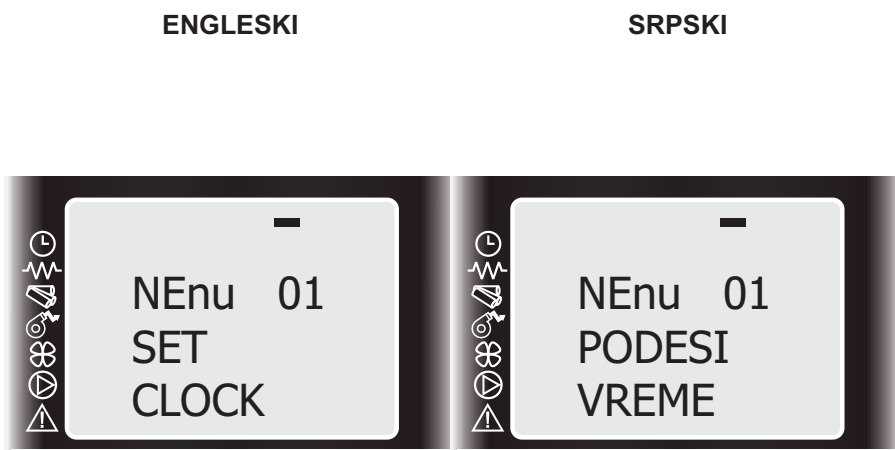 ENGLESKI SRPSKI
NEnu 01
SET
CLOCK
NEnu 01
PODESI
VREME